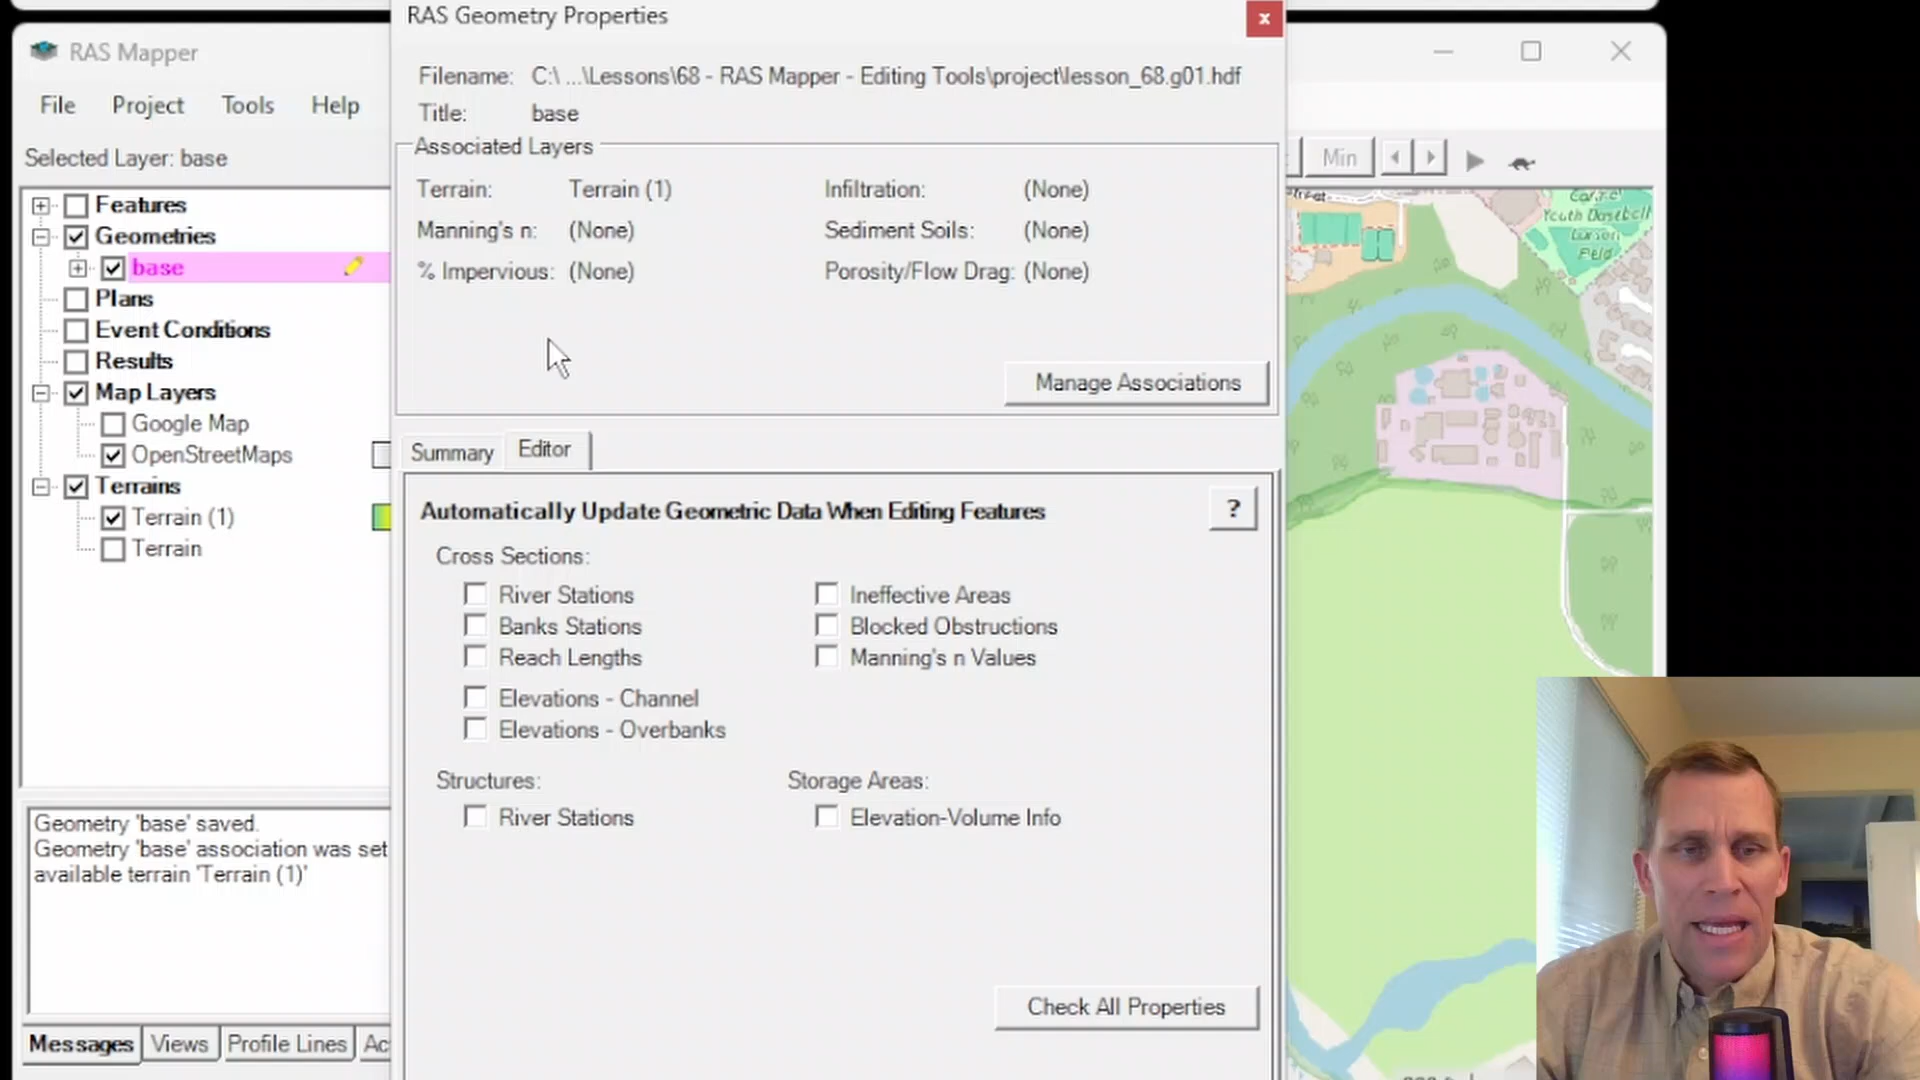 RAS Geometry Properties
x
RAS Mapper
Filename: C:\ ...\Lessons\68 - RAS Mapper - Editing Tools\project\lesson_68.g01.hdf
File Project Tools Help
Title: base
Associated Layers
Selected Layer: base
Min
Terrain: Terrain (1) Infiltration: (None)
Manning's n: (None) Sediment Soils: (None)
% Impervious: (None) Porosity/Flow Drag: (None)
Manage Associations
Features
Geometries
base
Plans
Event Conditions
Results
Map Layers
Google Map
OpenStreetMaps
Terrains
Terrain (1)
Terrain
Youth Baseball
Field
Summary Editor
Automatically Update Geometric Data When Editing Features
?
Cross Sections:
River Stations Ineffective Areas
Banks Stations Blocked Obstructions
Reach Lengths Manning's n Values
Elevations - Channel
Elevations - Overbanks
Structures: Storage Areas:
River Stations Elevation-Volume Info
Check All Properties
Geometry 'base' saved.
Geometry 'base' association was set
available terrain 'Terrain (1)'
Messages Views Profile Lines Ac